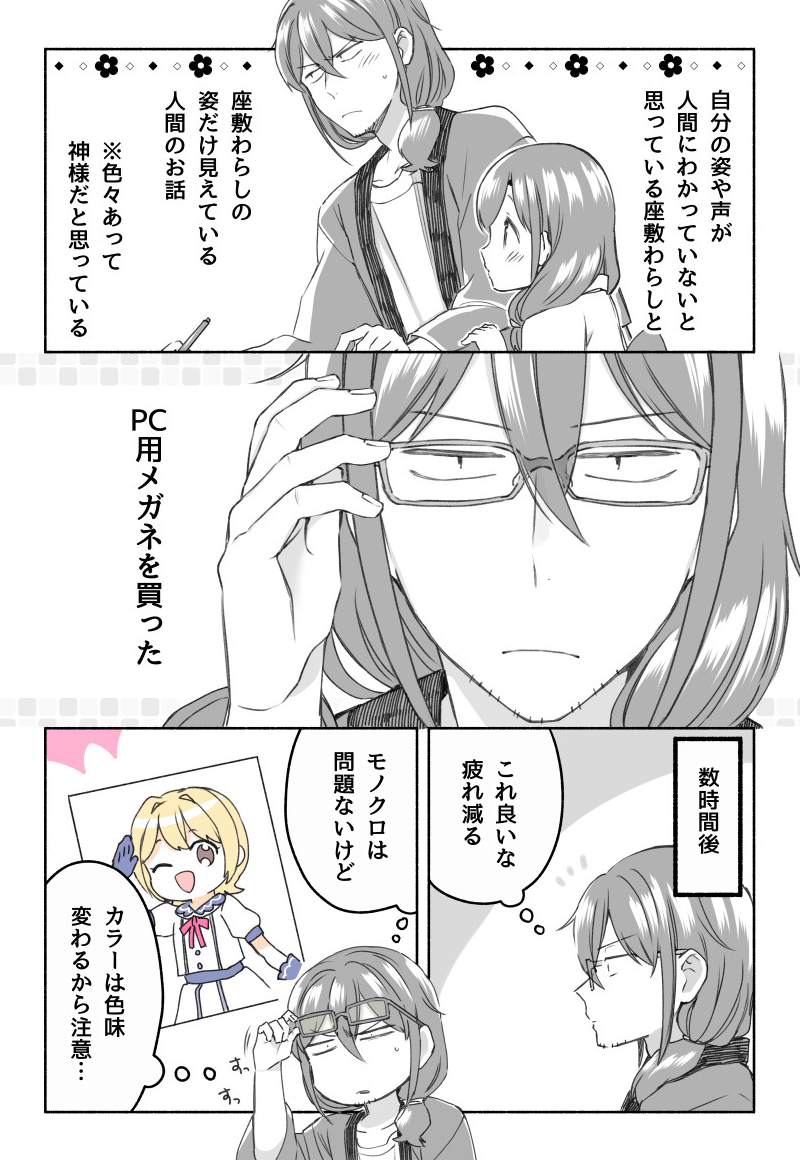 自分の姿や声が
人間にわかっていないと
思っている座敷わらしと
座敷わらしの
姿だけ見えている
人間のお話
※色々あって
神様だと思っている
PC用メガネを買った
数時間後
これ良いな
疲れ減る
モノクロは
問題ないけど
カラーは色味
変わるから注意…
すっ
すっ